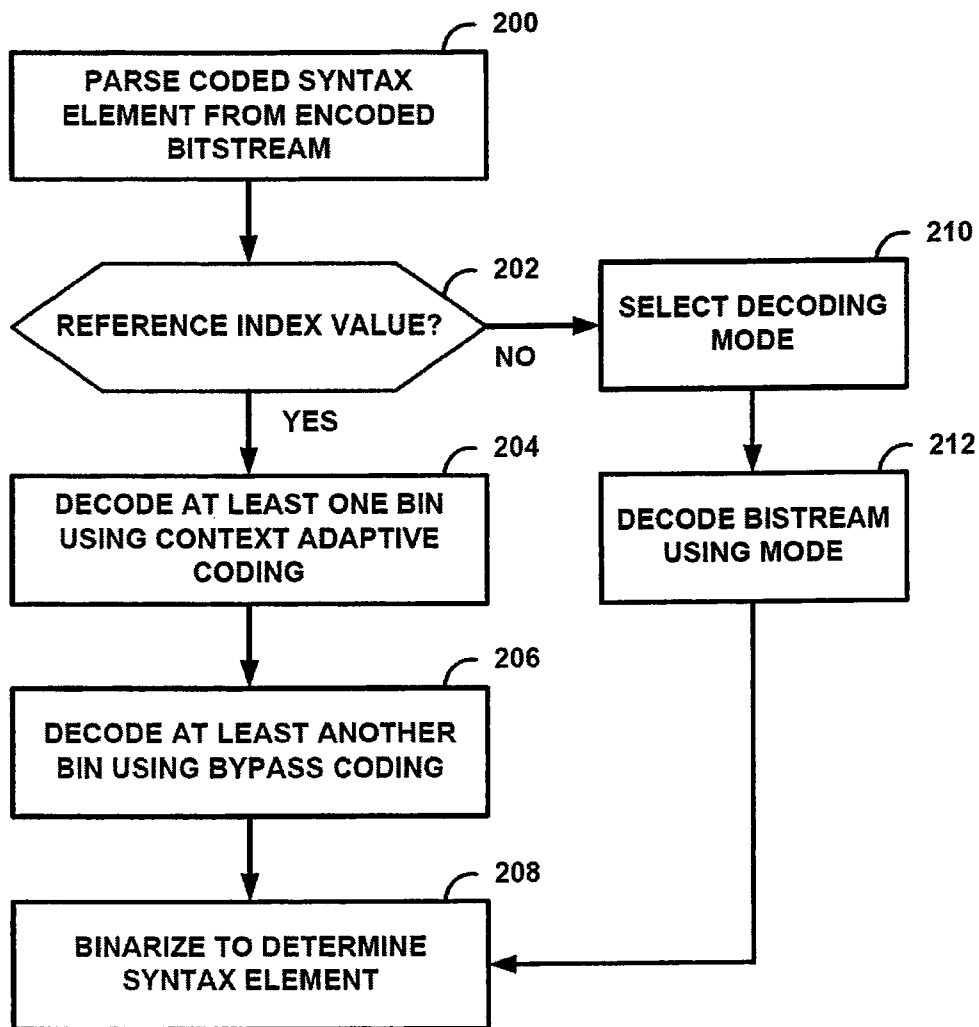 200
PARSE CODED SYNTAX
ELEMENT FROM ENCODED
BITSTREAM
202
REFERENCE INDEX VALUE?
NO
YES
210
SELECT DECODING
MODE
204
DECODE AT LEAST ONE BIN
USING CONTEXT ADAPTIVE
CODING
212
DECODE BISTREAM
USING MODE
206
DECODE AT LEAST ANOTHER
BIN USING BYPASS CODING
208
BINARIZE TO DETERMINE
SYNTAX ELEMENT